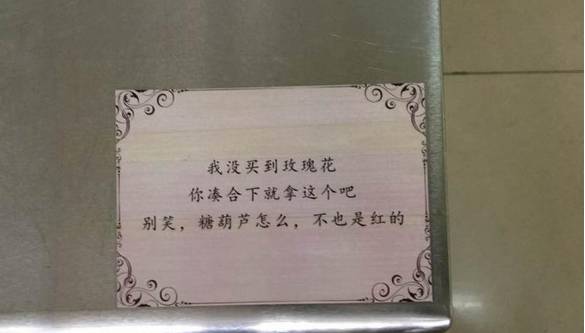 我没买到玫瑰花
你凑合下就拿这个吧
别笑，糖葫芦怎么，不也是红的